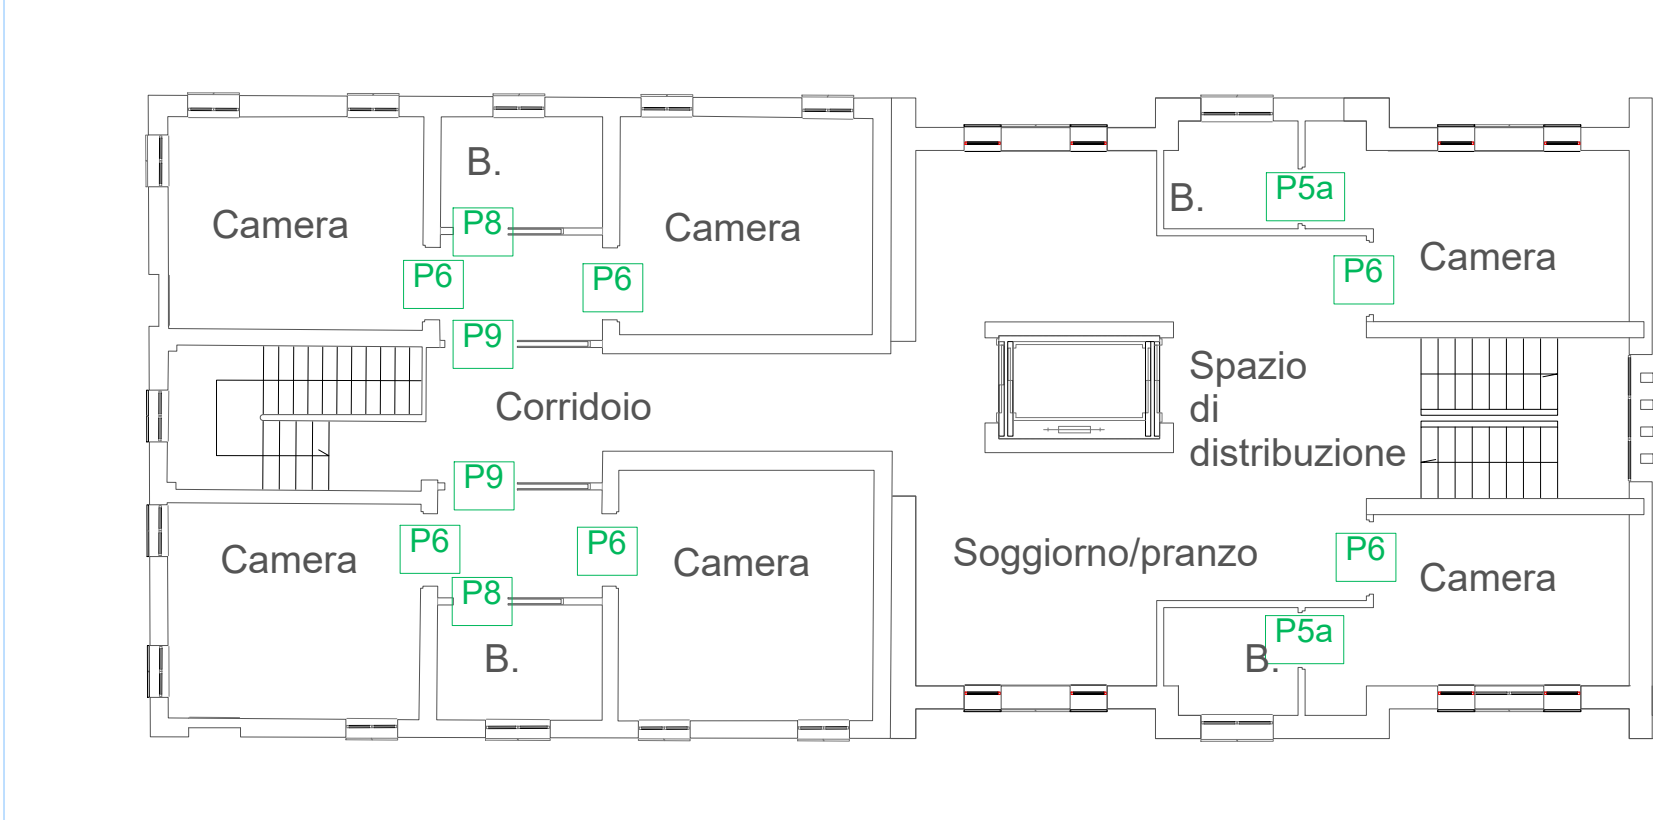 B.
P5a
B.
P8
Camera
Camera
Camera
P6
P6
P6
P9
Spazio
di
distribuzione
Corridoio
P9
P6
P6
P6
Camera
Camera
Soggiorno/pranzo
Camera
P8
P5a
B.
B.